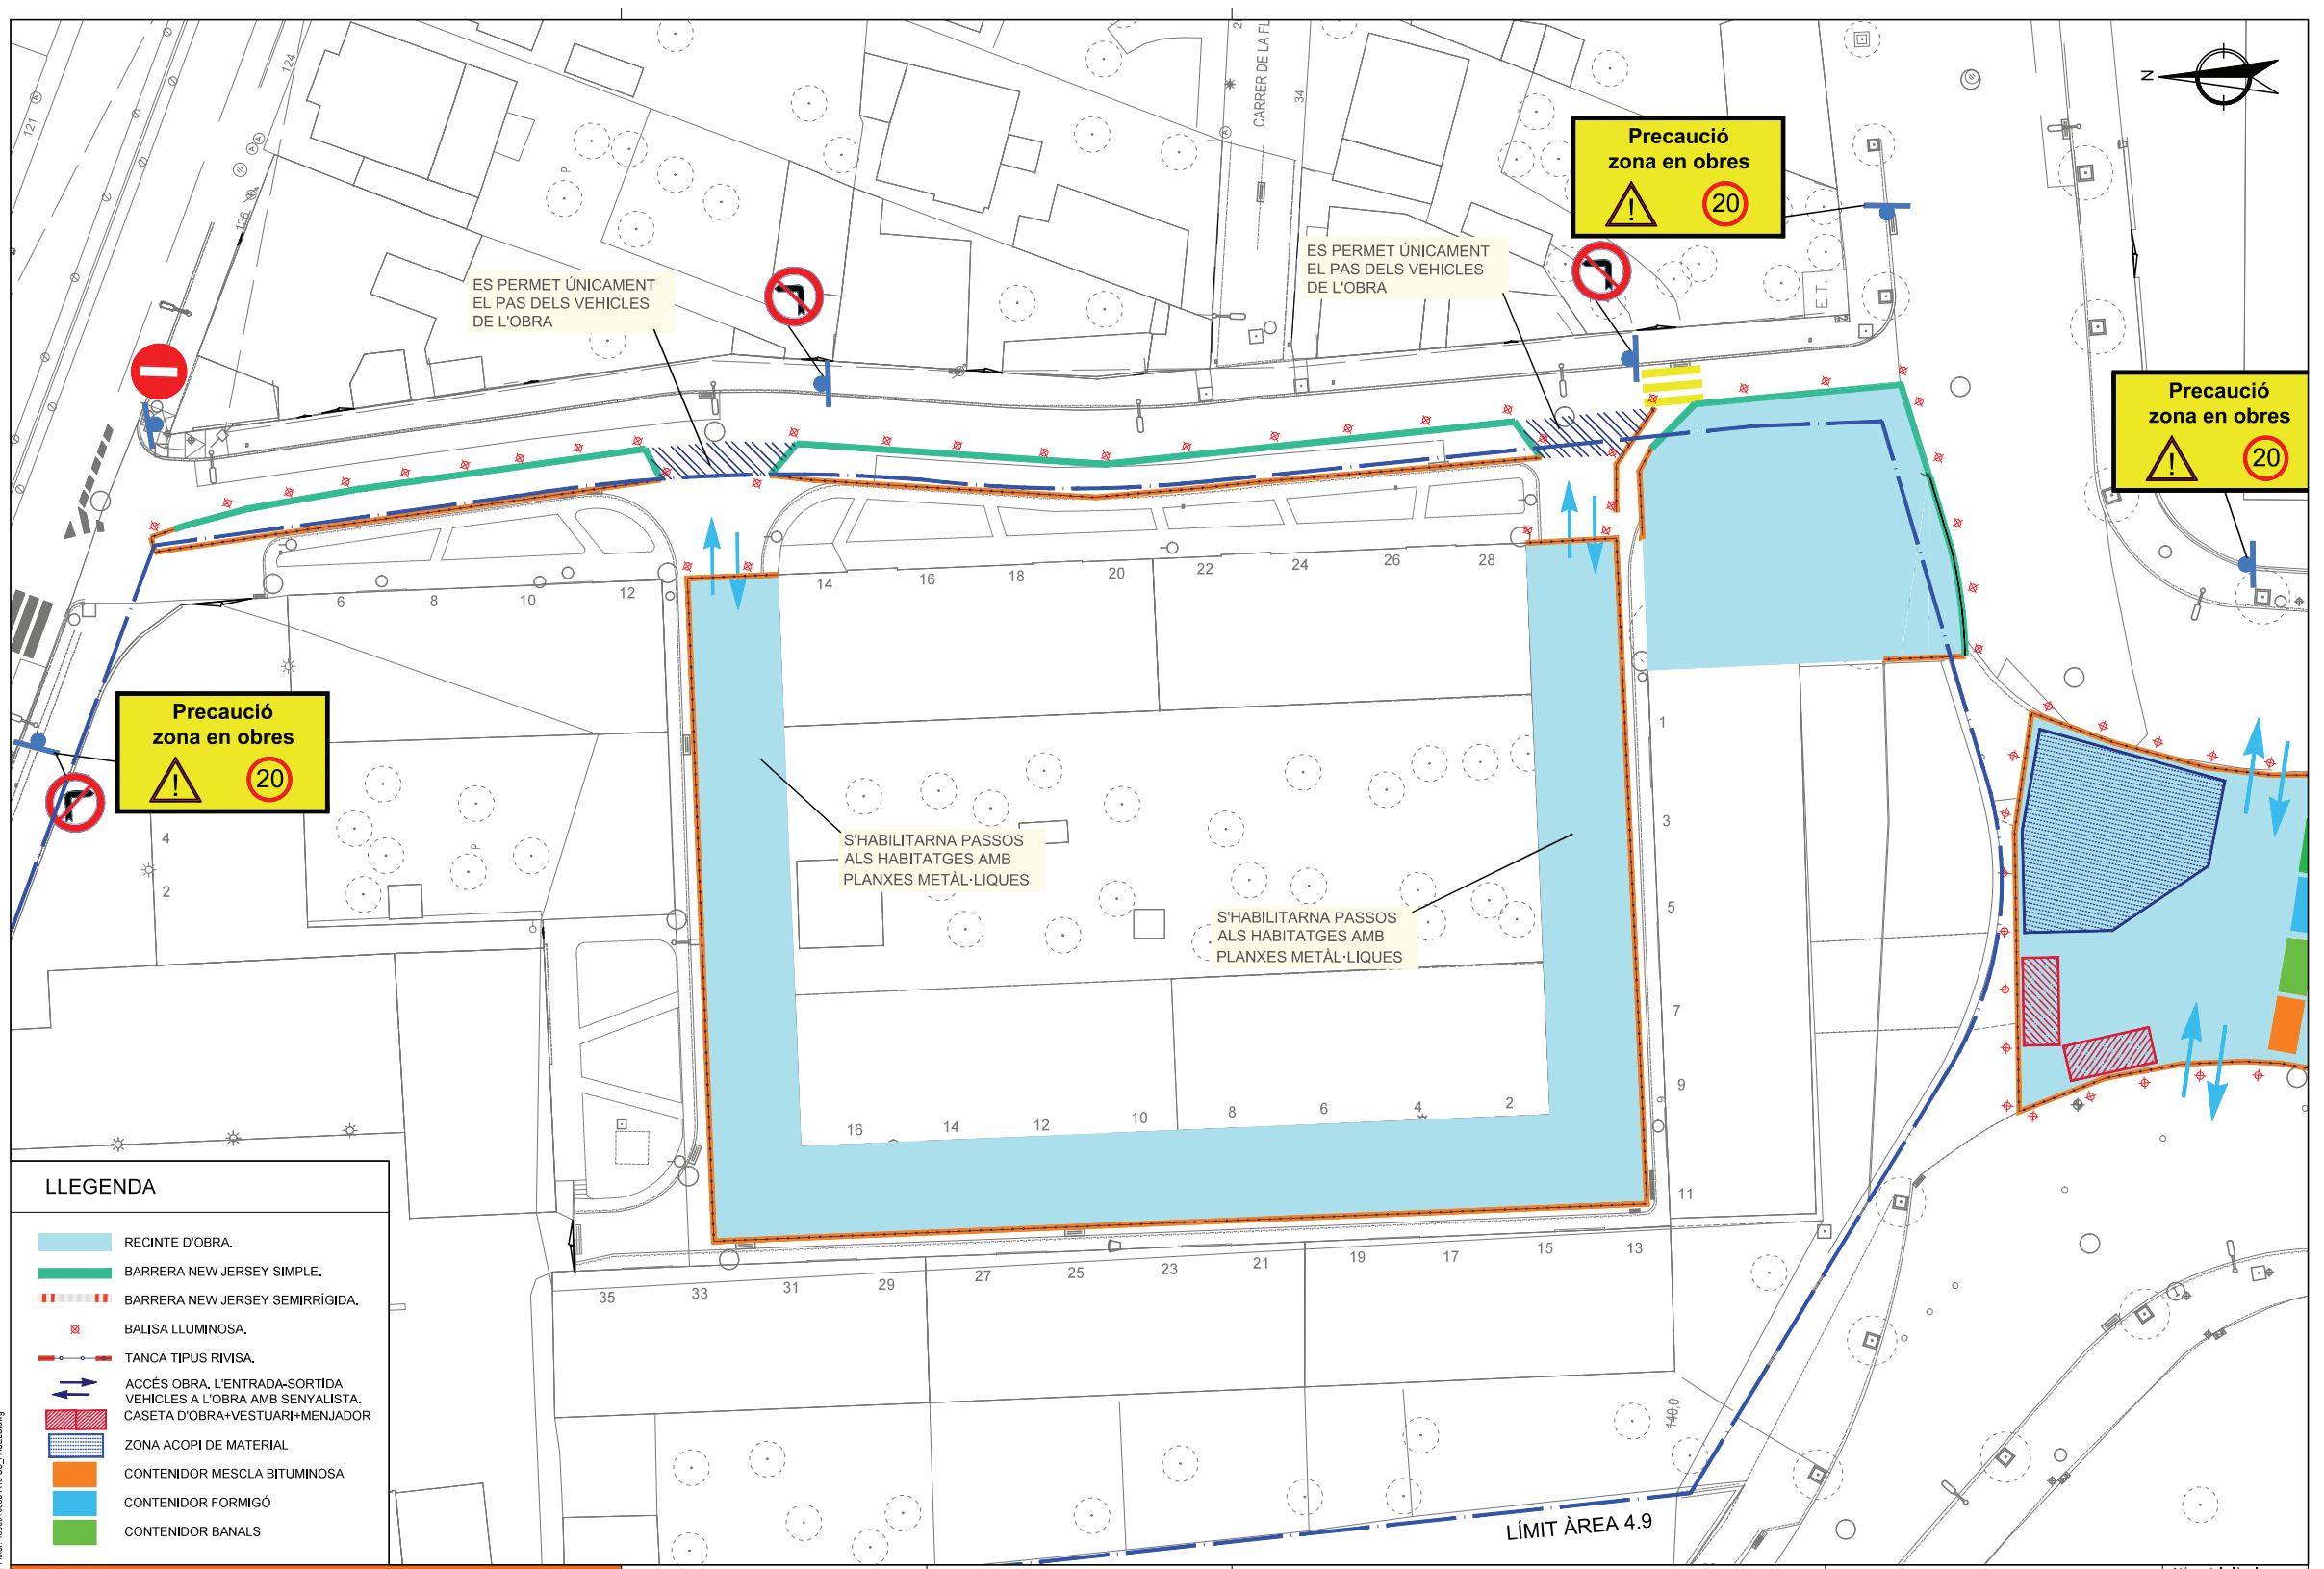 121
124
126
P
CARRER DE LA FL
34
N
Precaució
zona en obres
!
20
ES PERMET ÚNICAMENT
EL PAS DELS VEHICLES
DE L'OBRA
ES PERMET ÚNICAMENT
EL PAS DELS VEHICLES
DE L'OBRA
E.T.
Precaució
zona en obres
!
20
6
8
10
12
14
16
18
20
22
24
26
28
Precaució
zona en obres
!
20
4
2
P
S'HABILITARNA PASSOS
ALS HABITATGES AMB
PLANXES METÀL·LIQUES
S'HABILITARNA PASSOS
ALS HABITATGES AMB
PLANXES METÀL·LIQUES
1
3
5
7
9
9
11
16
14
12
10
8
6
4
2
35
33
31
29
27
25
23
21
19
17
15
13
140,0
LÍMIT ÀREA 4.9
LLEGENDA
RECINTE D'OBRA.
BARRERA NEW JERSEY SIMPLE.
BARRERA NEW JERSEY SEMIRRÍGIDA.
BALISA LLUMINOSA.
TANCA TIPUS RIVISA.
ACCÉS OBRA. L'ENTRADA-SORTIDA
VEHICLES A L'OBRA AMB SENYALISTA.
CASETA D'OBRA+VESTUARI+MENJADOR
ZONA ACOPI DE MATERIAL
CONTENIDOR MESCLA BITUMINOSA
CONTENIDOR FORMIGÓ
CONTENIDOR BANALS